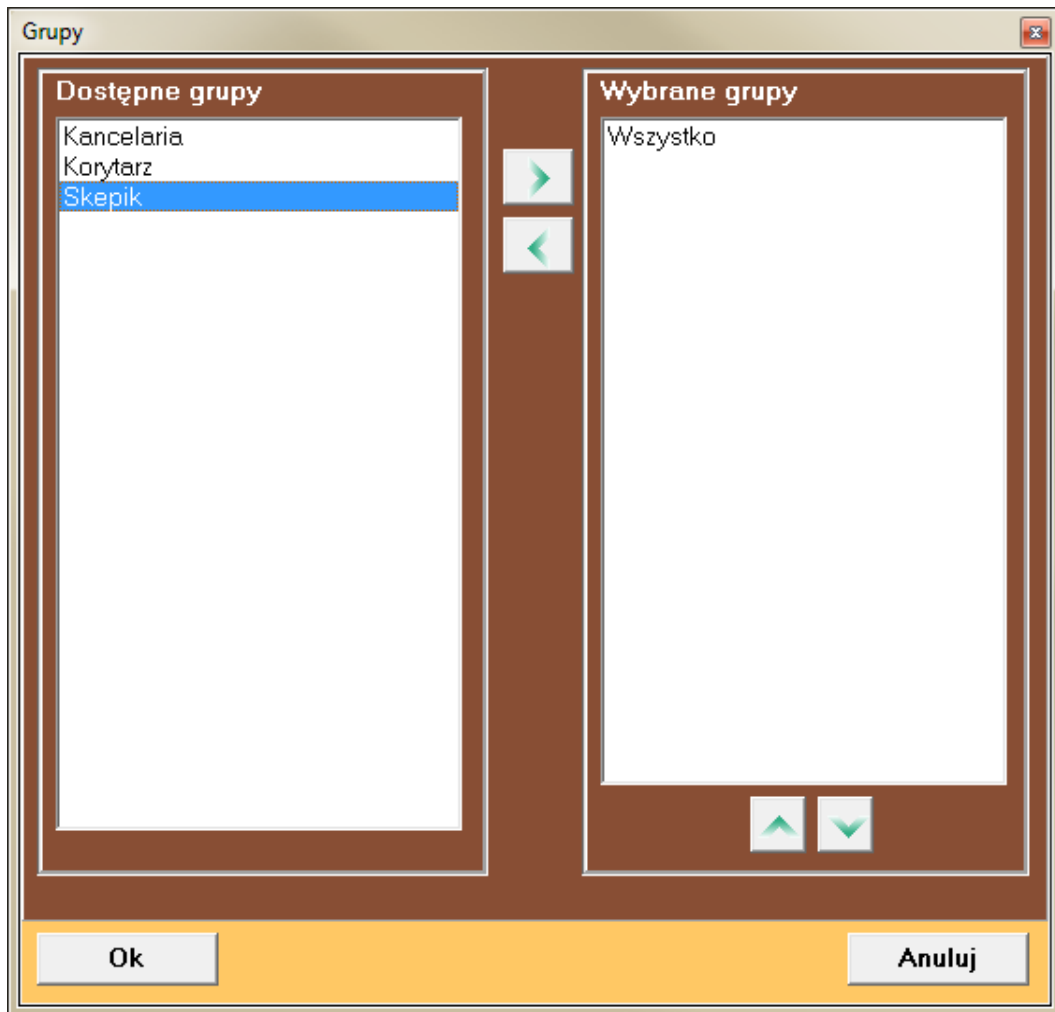 Grupy
Dostępne grupy
Kancelaria
Korytarz
Skepik
Wybrane grupy
Wszystko
Ok
Anuluj